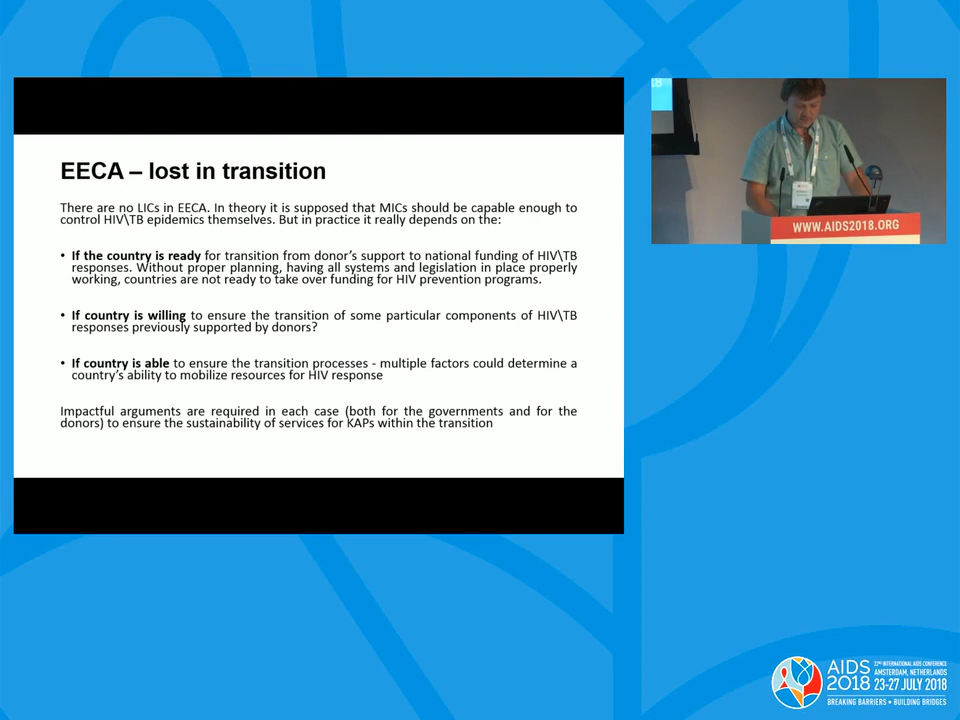 EECA – lost in transition
There are no LICs in EECA. In theory it is supposed that MICs should be capable enough to
control HIV\TB epidemics themselves. But in practice it really depends on the:
• If the country is ready for transition from donor's support to national funding of HIV\TB
responses. Without proper planning, having all systems and legislation in place properly
working, countries are not ready to take over funding for HIV prevention programs.
• If country is willing to ensure the transition of some particular components of HIV\TB
responses previously supported by donors?
• If country is able to ensure the transition processes - multiple factors could determine a
country's ability to mobilize resources for HIV response
Impactful arguments are required in each case (both for the governments and for the
donors) to ensure the sustainability of services for KAPs within the transition
WWW.AIDS2018.ORG
AIDS
2018
22ND INTERNATIONAL AIDS CONFERENCE
AMSTERDAM, NETHERLANDS
23-27 JULY 2018
BREAKING BARRIERS • BUILDING BRIDGES